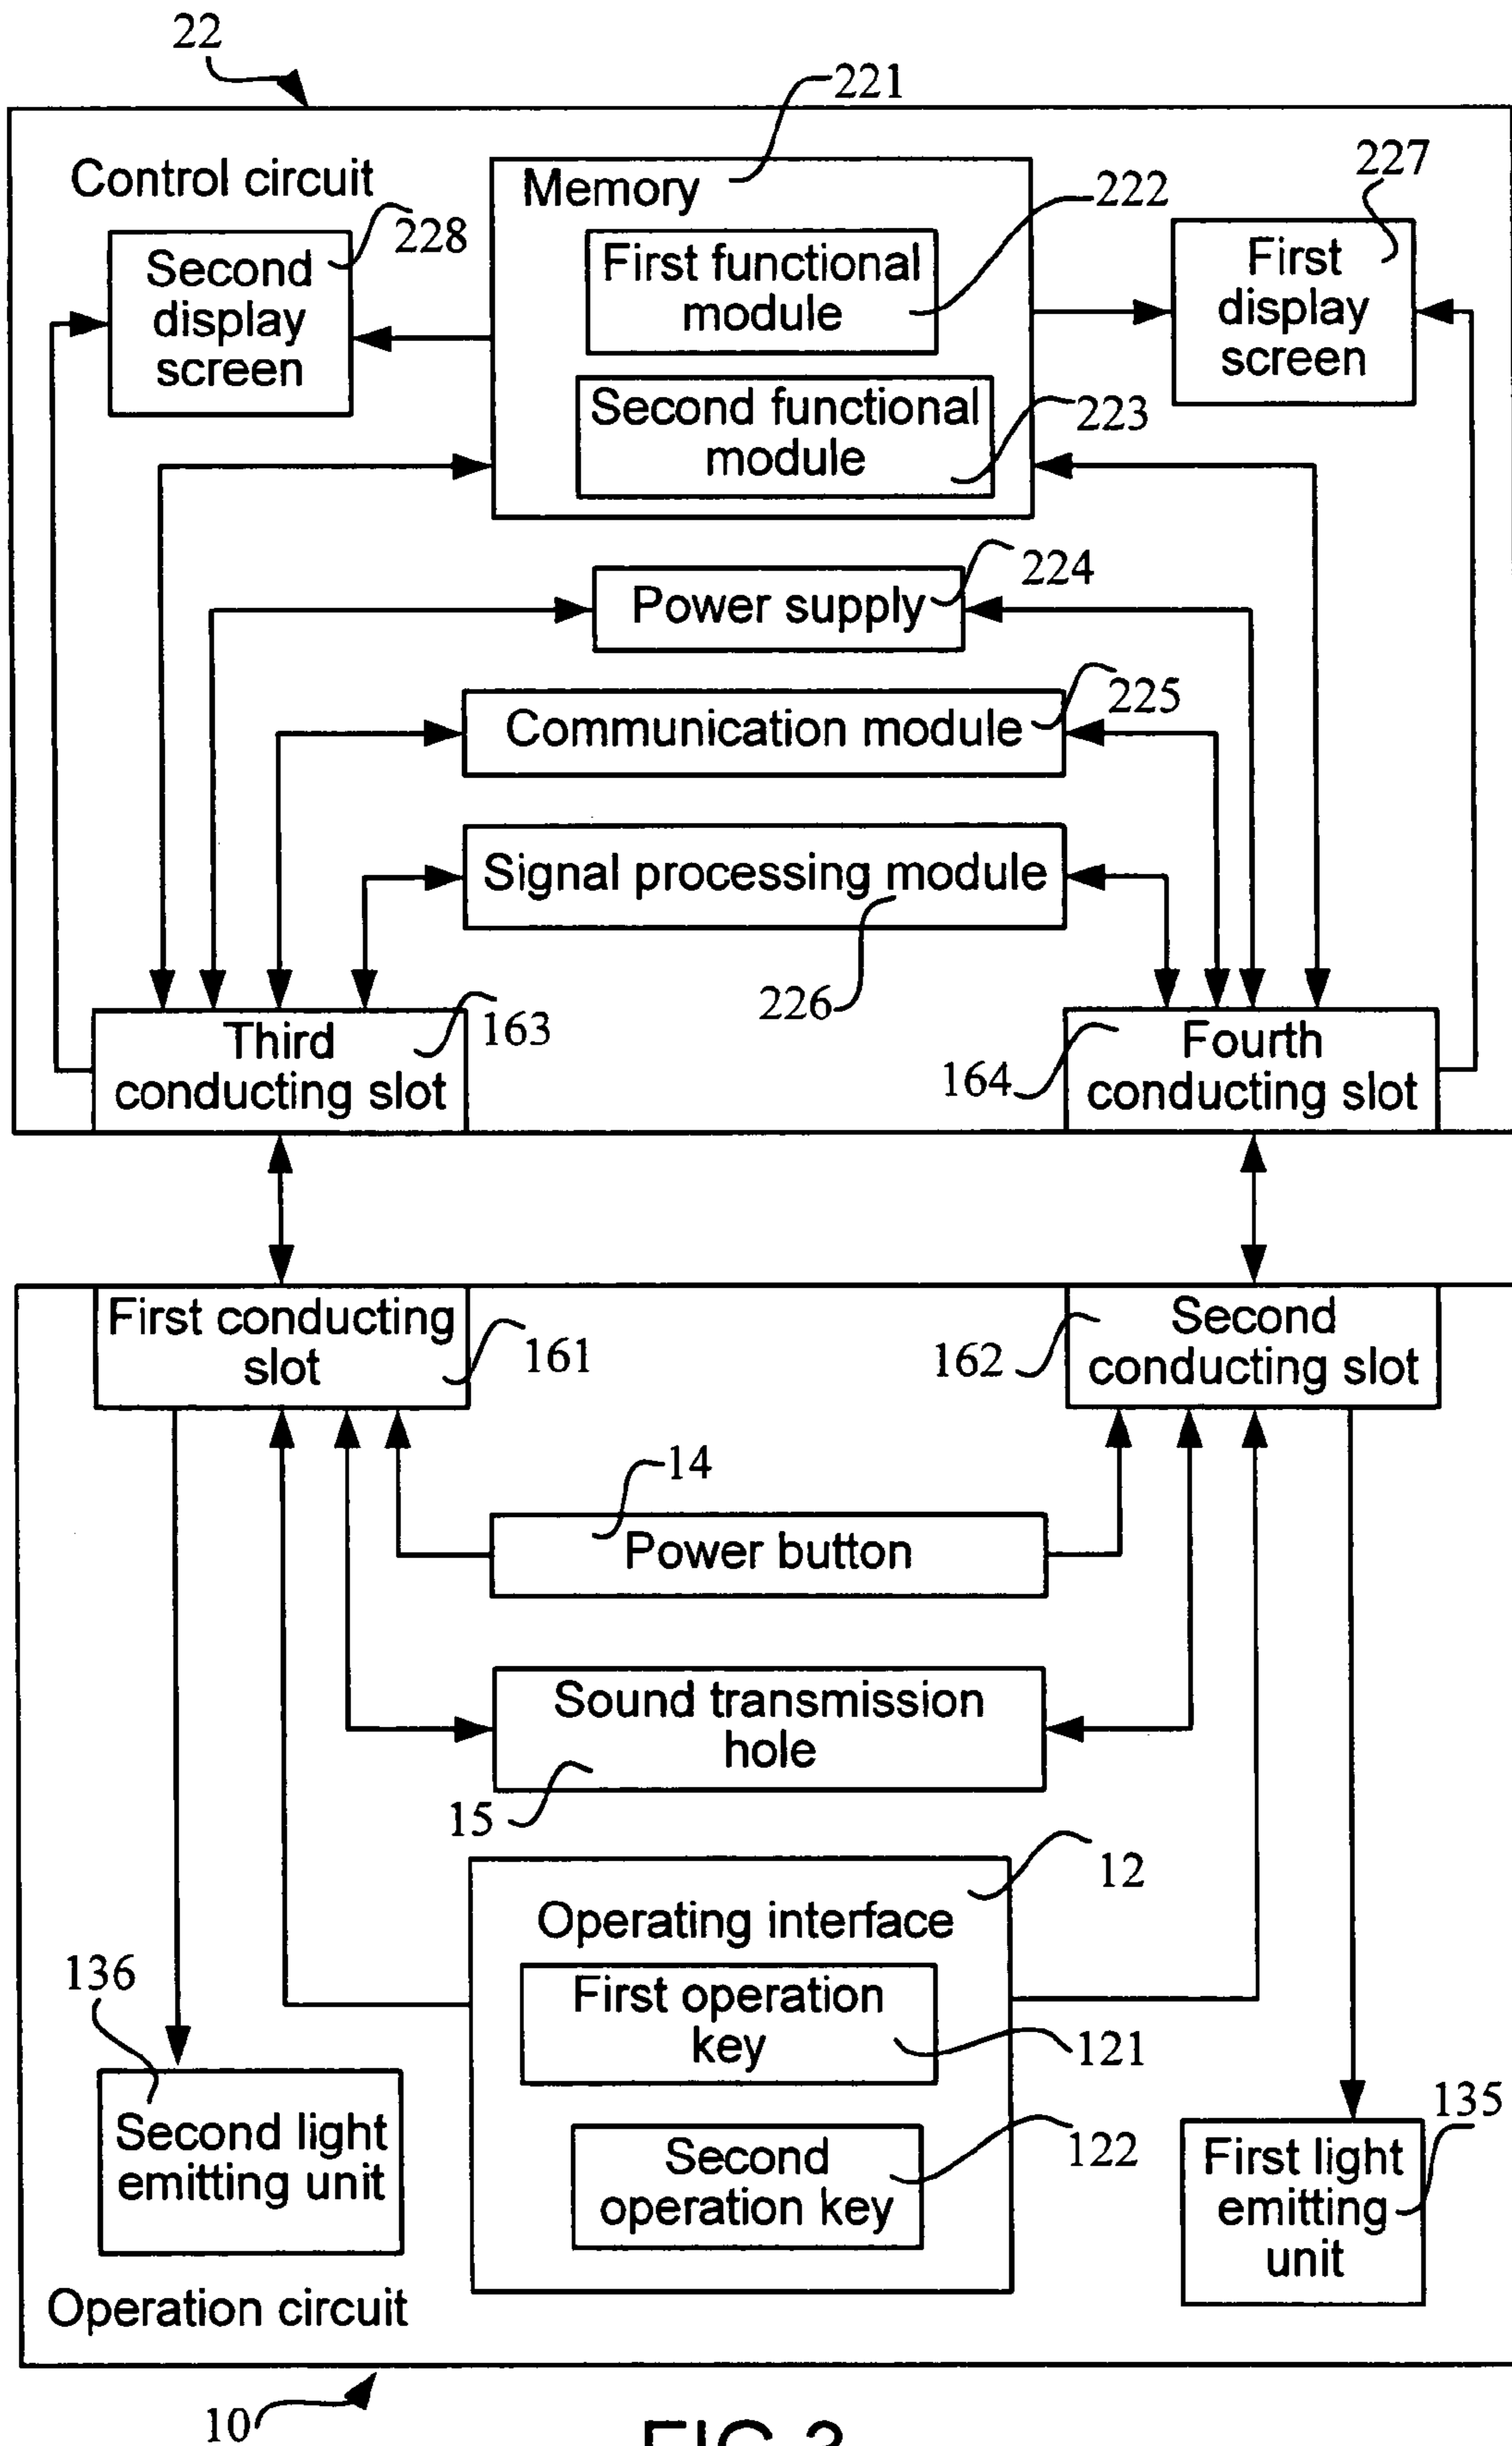 22
221
Control circuit
Memory
222
227
228
First functional
module
First
display
screen
Second
display
screen
Second functional
module
223
224
Power supply
225
Communication module
Signal processing module
226
163
Third
conducting slot
164
Fourth
conducting slot
First conducting
slot
161
162
Second
conducting slot
14
Power button
Sound transmission
hole
15
12
Operating interface
136
First operation
key
121
135
Second light
emitting unit
Second
operation key
122
First light
emitting
unit
Operation circuit
10
FIG.3